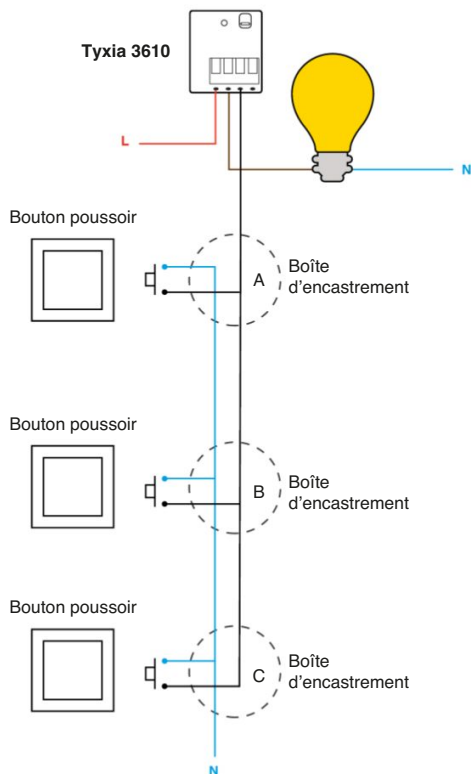 Tyxia 3610
L
N
Bouton poussoir
A
Boîte
d'encastrement
Bouton poussoir
B
Boîte
d'encastrement
Bouton poussoir
C
Boîte
d'encastrement
N